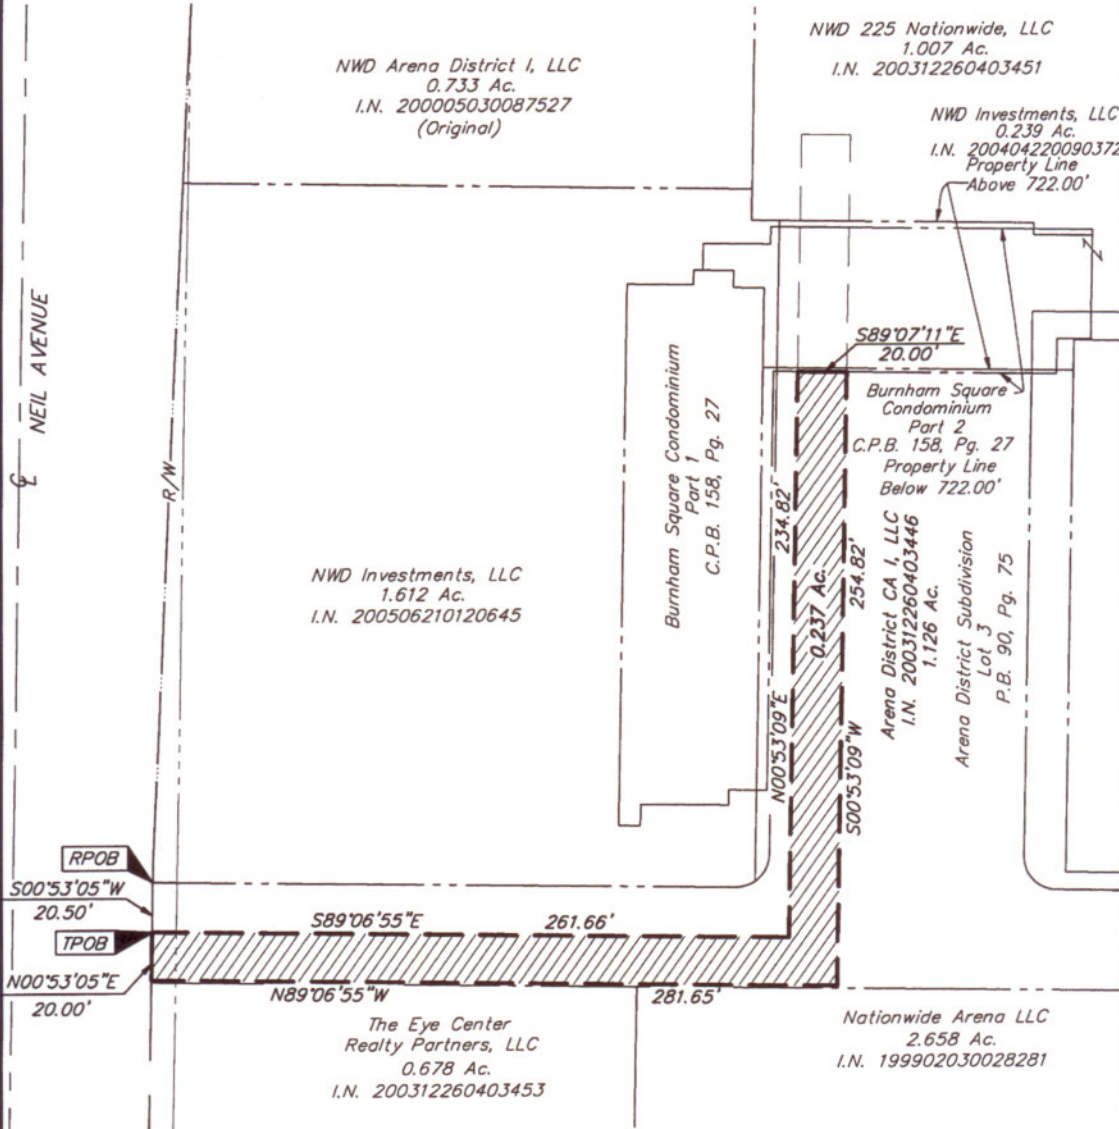 NWD Arena District I, LLC
0.733 Ac.
I.N. 200005030087527
(Original)
NWD 225 Nationwide, LLC
1.007 Ac.
I.N. 200312260403451
NWD Investments, LLC
0.239 Ac.
I.N. 200404220090372
Property Line
Above 722.00'
℄ NEIL AVENUE
R/W
NWD Investments, LLC
1.612 Ac.
I.N. 200506210120645
Burnham Square Condominium
Part 1
C.P.B. 158, Pg. 27
S89°07'11"E
20.00'
Burnham Square
Condominium
Part 2
C.P.B. 158, Pg. 27
Property Line
Below 722.00'
N00°53'09"E 234.82'
0.237 Ac.
S00°53'09"W 254.82'
Arena District CA I, LLC
I.N. 200312260403446
1.126 Ac.
Arena District Subdivision
Lot 3
P.B. 90, Pg. 75
RPOB
S00°53'05"W
20.50'
TPOB
N00°53'05"E
20.00'
S89°06'55"E 261.66'
N89°06'55"W 281.65'
The Eye Center
Realty Partners, LLC
0.678 Ac.
I.N. 200312260403453
Nationwide Arena LLC
2.658 Ac.
I.N. 199902030028281